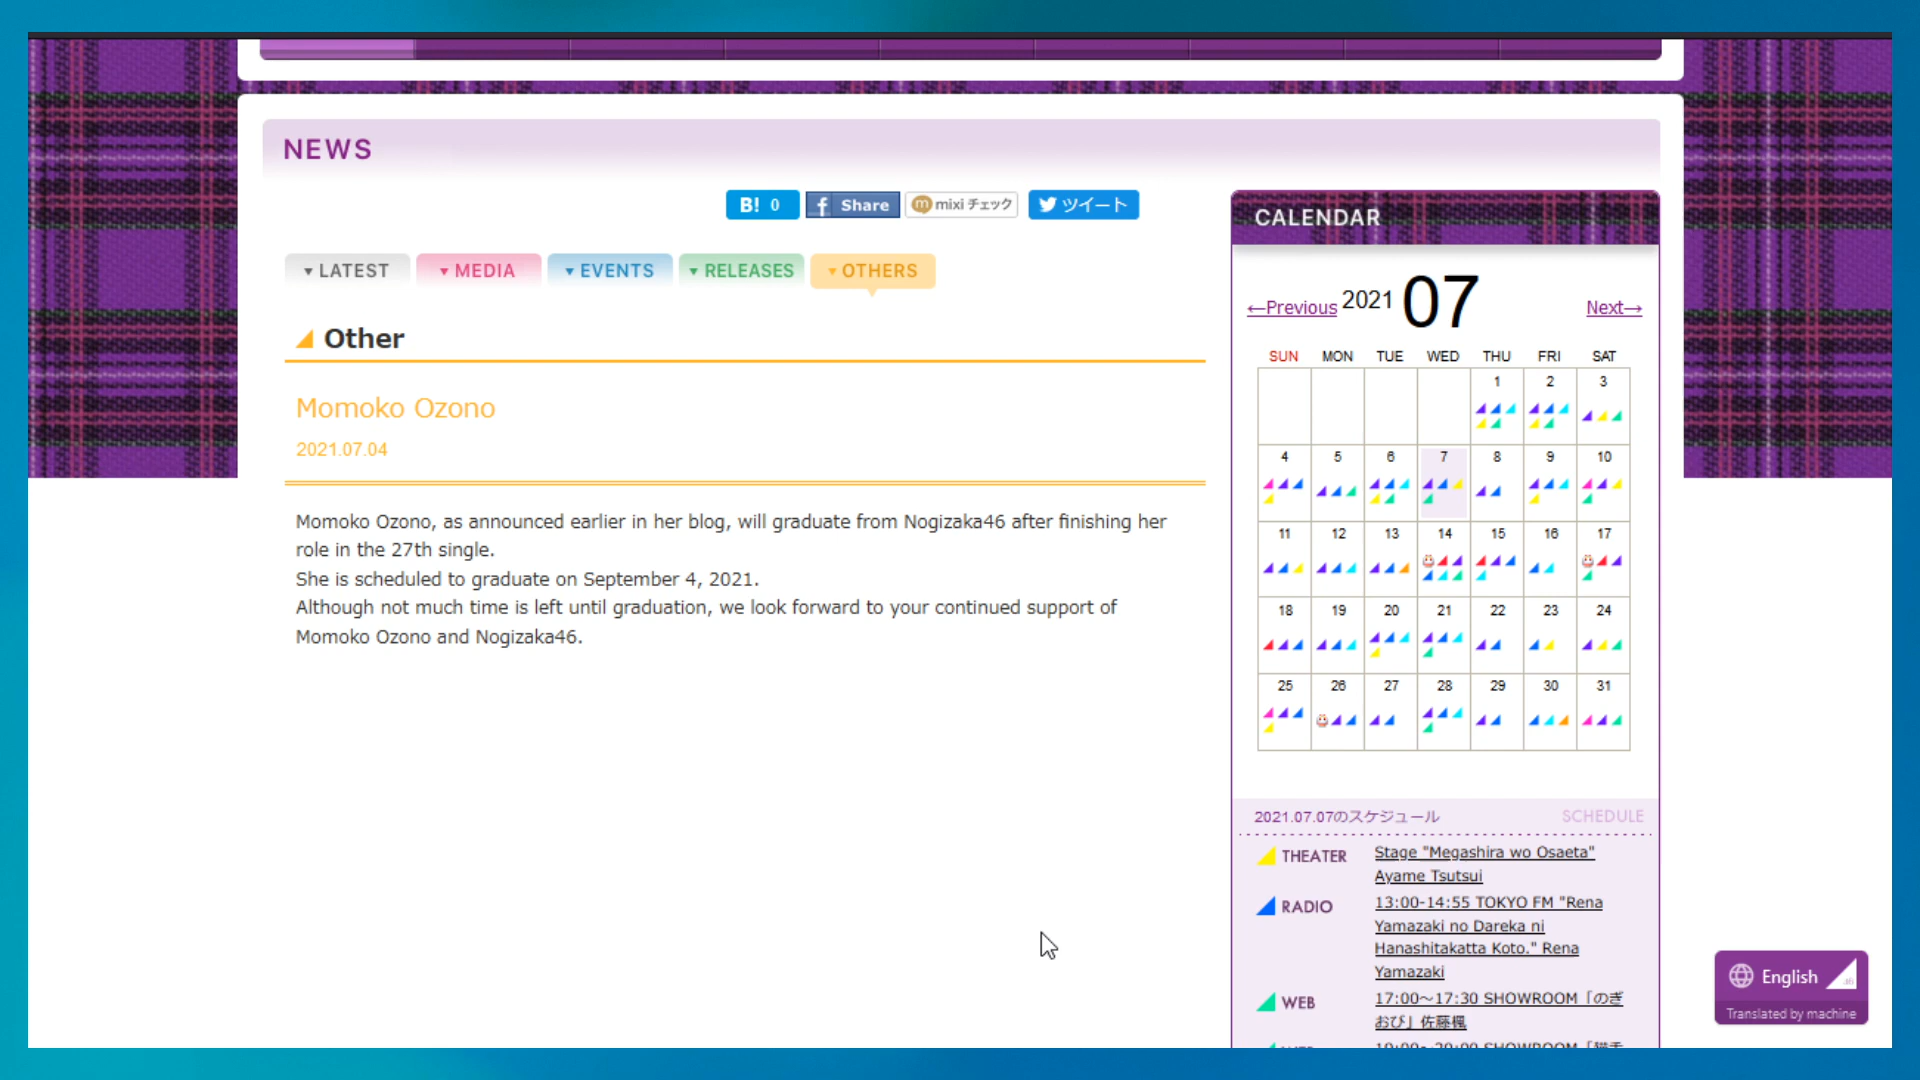 NEWS
B! 0
f Share
m mixi チェック
ツイート
▼LATEST
▼MEDIA
▼EVENTS
▼RELEASES
▼OTHERS
Other
Momoko Ozono
2021.07.04
Momoko Ozono, as announced earlier in her blog, will graduate from Nogizaka46 after finishing her
role in the 27th single.
She is scheduled to graduate on September 4, 2021.
Although not much time is left until graduation, we look forward to your continued support of
Momoko Ozono and Nogizaka46.
CALENDAR
←Previous 2021 07 Next→
SUN MON TUE WED THU FRI SAT
1 2 3
4 5 6 7 8 9 10
11 12 13 14 15 16 17
18 19 20 21 22 23 24
25 26 27 28 29 30 31
2021.07.07のスケジュール SCHEDULE
THEATER Stage "Megashira wo Osaeta"
Ayame Tsutsui
RADIO 13:00-14:55 TOKYO FM "Rena
Yamazaki no Dareka ni
Hanashitakatta Koto." Rena
Yamazaki
WEB 17:00～17:30 SHOWROOM「のぎ
おび」佐藤楓
English
Translated by machine